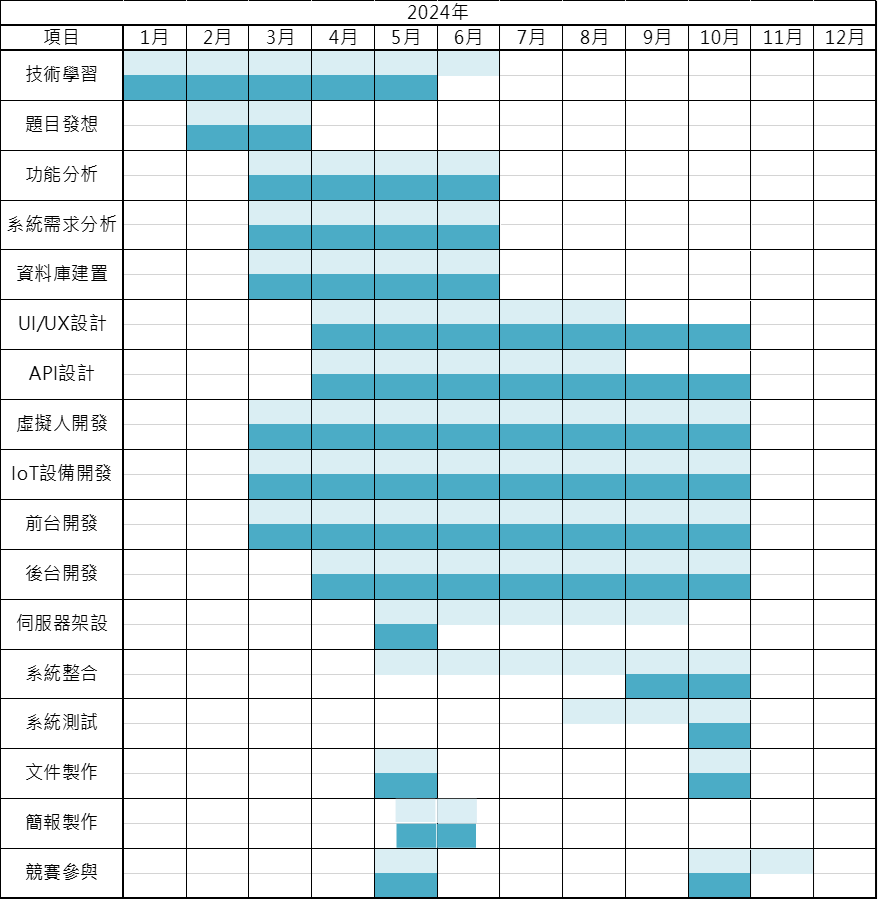 2024年
項目 1月 2月 3月 4月 5月 6月 7月 8月 9月 10月 11月 12月
技術學習
題目發想
功能分析
系統需求分析
資料庫建置
UI/UX設計
API設計
虛擬人開發
IoT設備開發
前台開發
後台開發
伺服器架設
系統整合
系統測試
文件製作
簡報製作
競賽參與